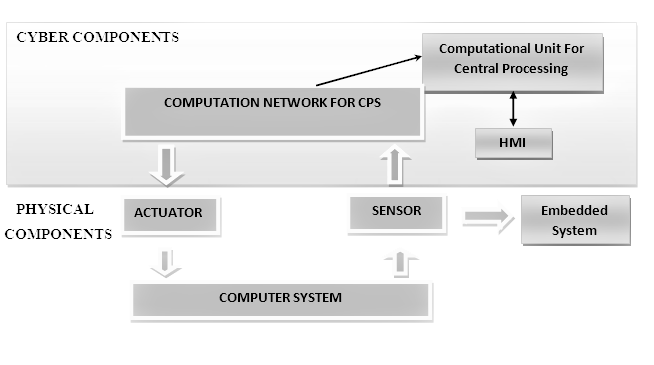 CYBER COMPONENTS
Computational Unit For
Central Processing
COMPUTATION NETWORK FOR CPS
HMI
PHYSICAL
COMPONENTS
ACTUATOR
SENSOR
Embedded
System
COMPUTER SYSTEM